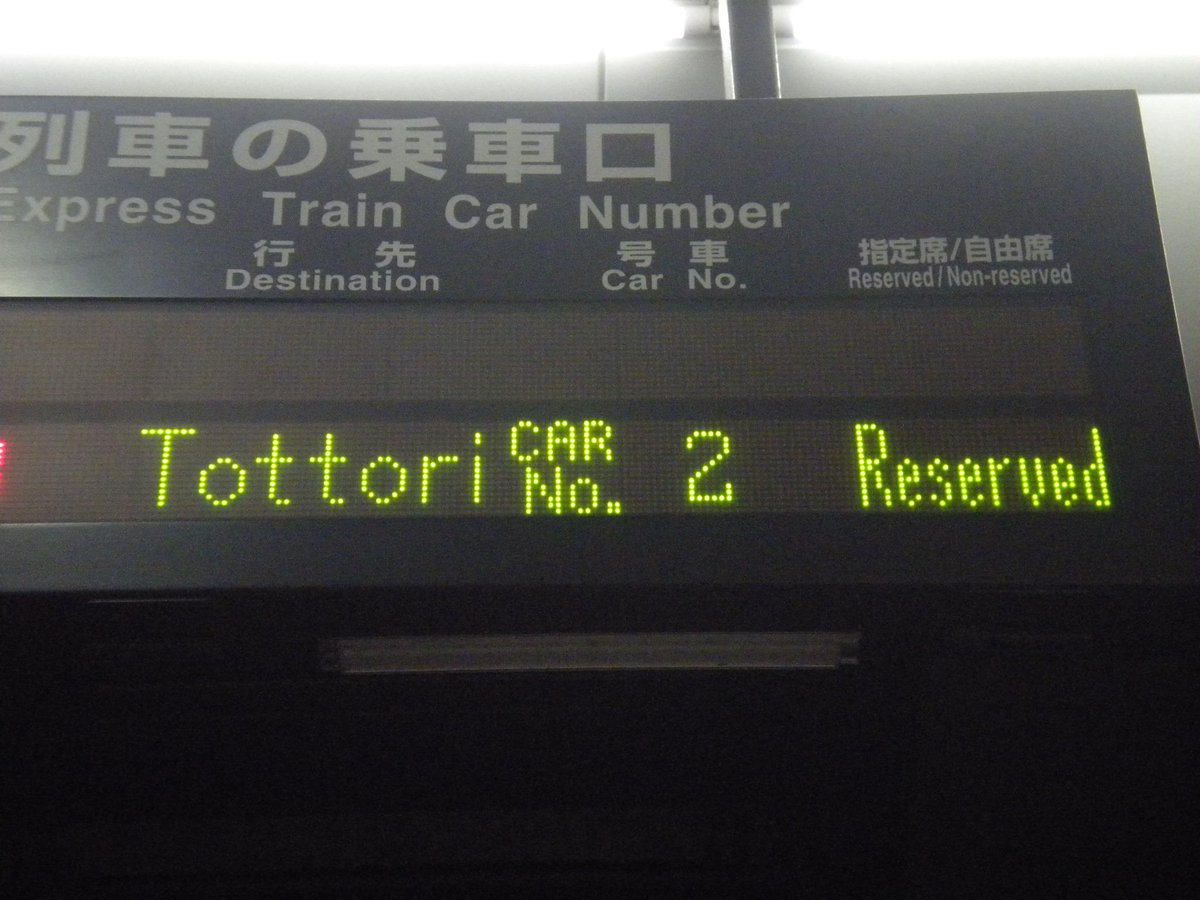 列車の乗車口
Express Train Car Number
行先 号車 指定席/自由席
Destination Car No. Reserved/Non-reserved
Tottori CAR No. 2 Reserved